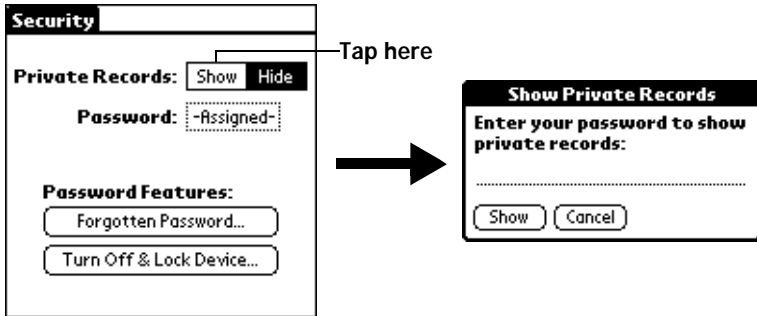 Security
Tap here
Private Records: Show Hide
Password: -Assigned-
Password Features:
Forgotten Password...
Turn Off & Lock Device...
Show Private Records
Enter your password to show
private records:
Show Cancel